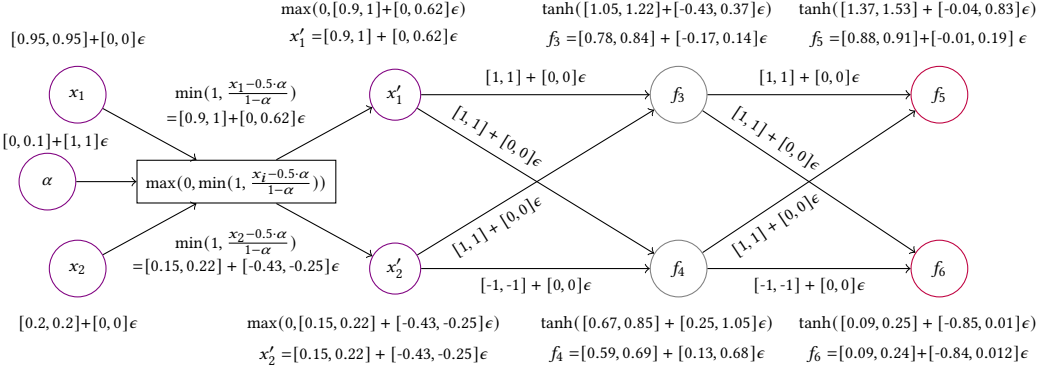 max(0,[0.9, 1]+[0, 0.62])ϵ
tanh([1.05, 1.22]+[-0.43, 0.37]ϵ)
tanh([1.37, 1.53] + [-0.04, 0.83]ϵ)
[0.95, 0.95]+[0, 0]ϵ
x′₁ =[0.9, 1] + [0, 0.62]ϵ
f₃ =[0.78, 0.84] + [-0.17, 0.14]ϵ
f₅ =[0.88, 0.91]+[-0.01, 0.19] ϵ
x₁
min(1, (x₁−0.5·α)/(1−α))
=[0.9, 1]+[0, 0.62]ϵ
x′₁
[1, 1] + [0, 0]ϵ
f₃
[1, 1] + [0, 0]ϵ
f₅
[0, 0.1]+[1, 1]ϵ
[1, 1] + [0, 0]ϵ
[1, 1] + [0, 0]ϵ
α
max(0, min(1, (xᵢ−0.5·α)/(1−α)))
[1, 1] + [0, 0]ϵ
[1, 1] + [0, 0]ϵ
x₂
min(1, (x₂−0.5·α)/(1−α))
=[0.15, 0.22] + [-0.43, -0.25]ϵ
x′₂
[-1, -1] + [0, 0]ϵ
f₄
[-1, -1] + [0, 0]ϵ
f₆
[0.2, 0.2]+[0, 0]ϵ
max(0,[0.15, 0.22] + [-0.43, -0.25]ϵ)
tanh([0.67, 0.85] + [0.25, 1.05]ϵ)
tanh([0.09, 0.25] + [-0.85, 0.01]ϵ)
x′₂ =[0.15, 0.22] + [-0.43, -0.25]ϵ
f₄ =[0.59, 0.69] + [0.13, 0.68]ϵ
f₆ =[0.09, 0.24]+[-0.84, 0.012]ϵ